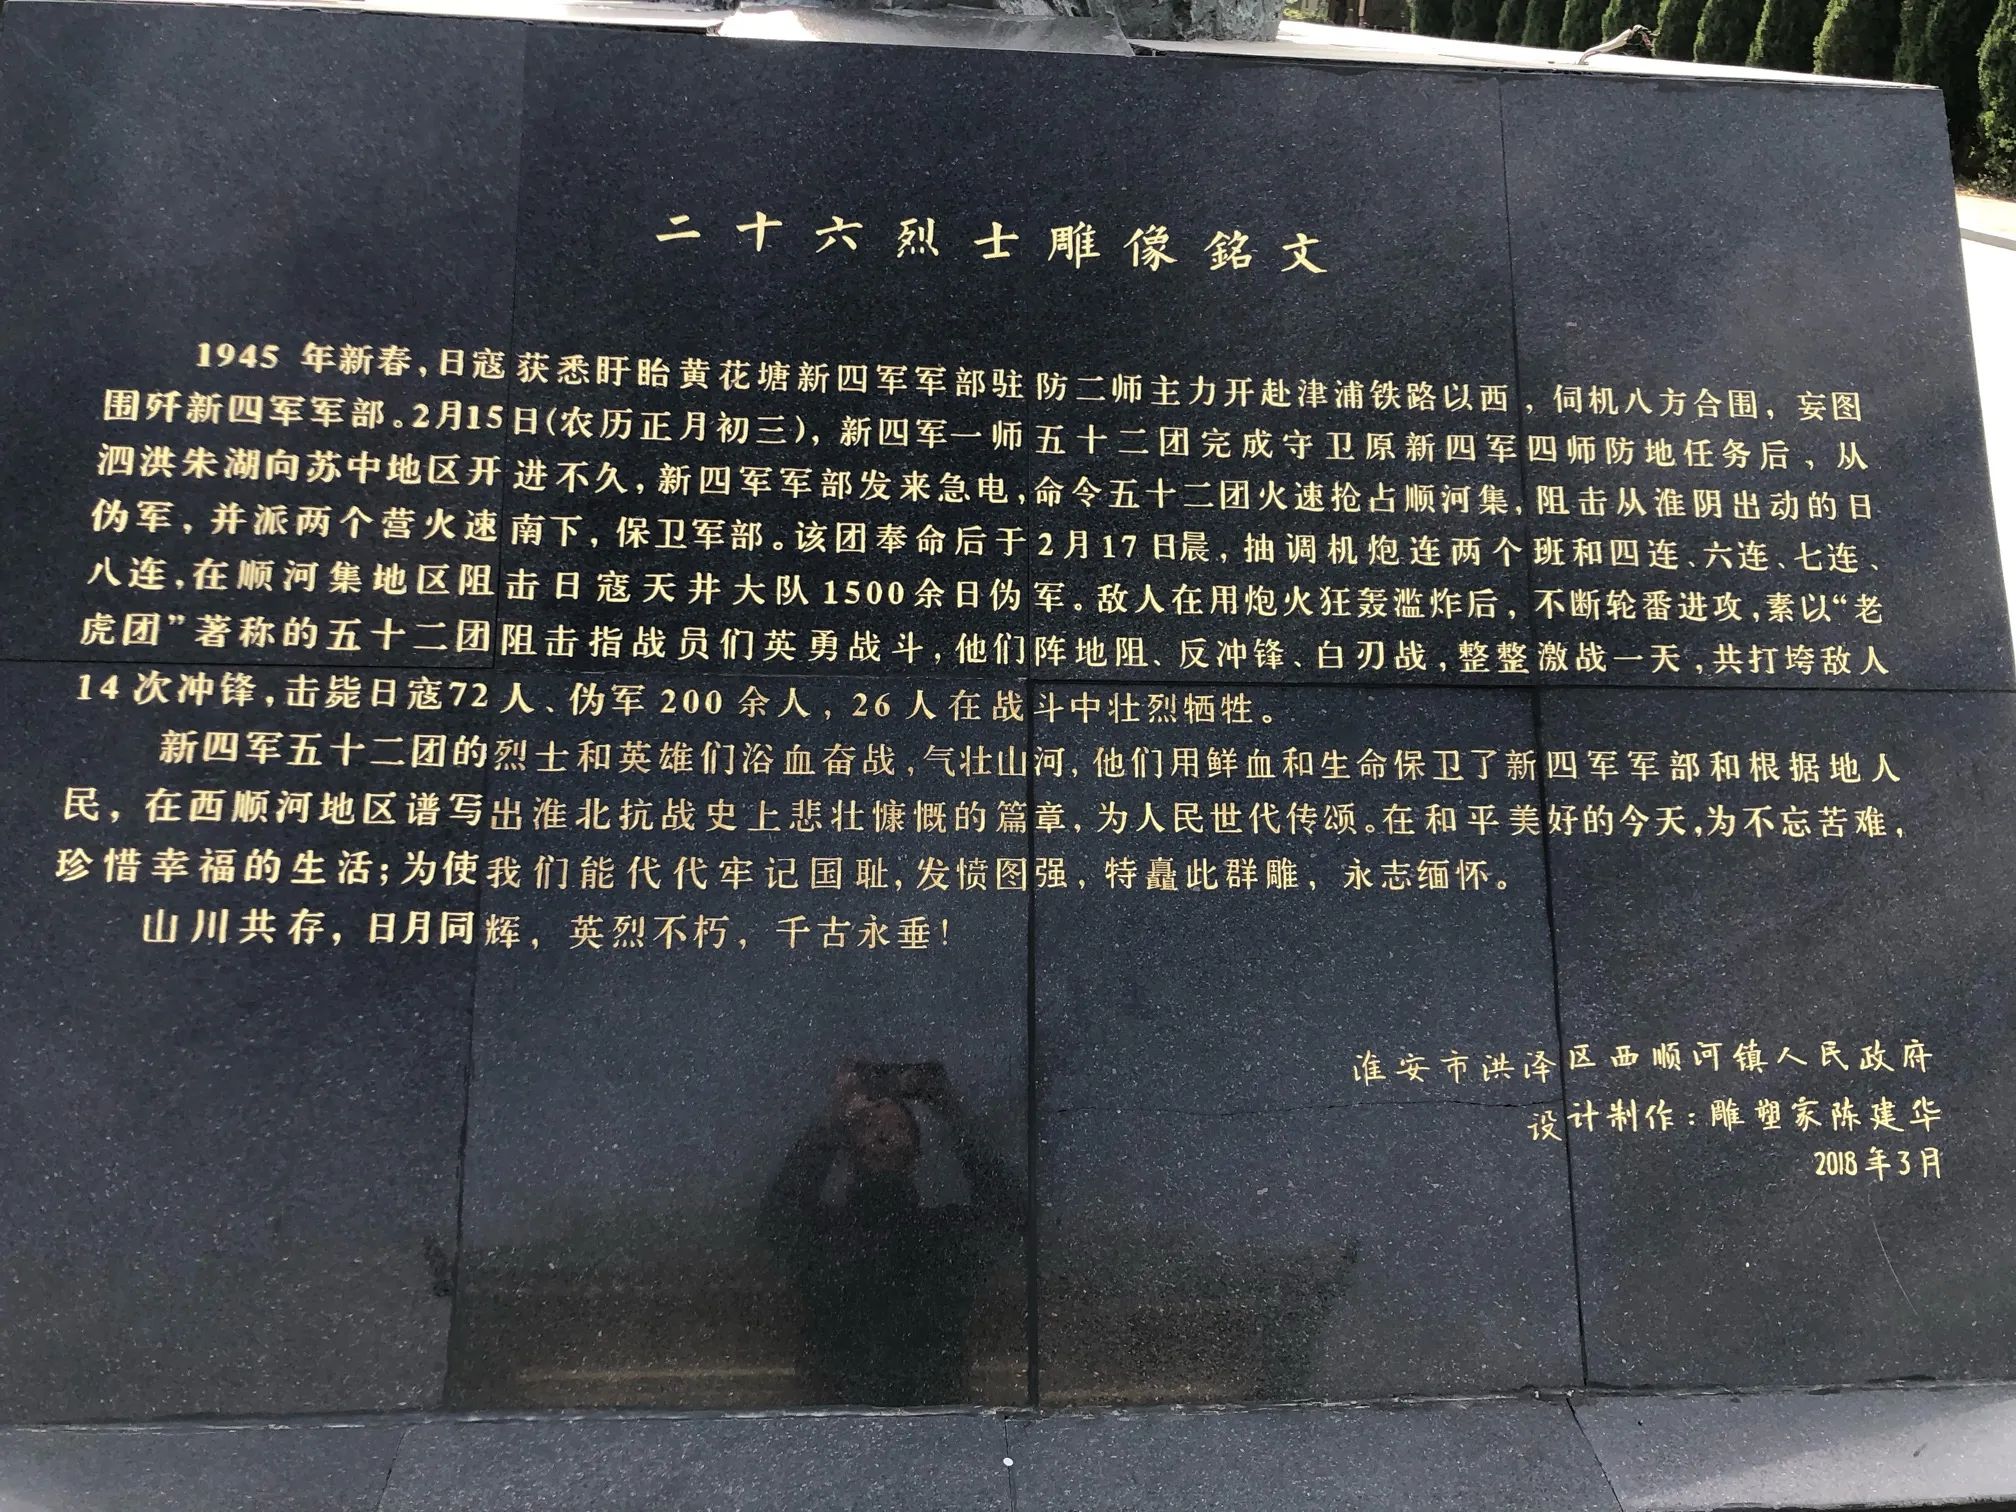 二十六烈士雕像銘文
1945 年新春,日寇获悉盱眙黄花塘新四军军部驻防二师主力开赴津浦铁路以西，伺机八方合围，妄图
围歼新四军军部。2月15日(农历正月初三)，新四军一师五十二团完成守卫原新四军四师防地任务后，从
泗洪朱湖向苏中地区开进不久，新四军军部发来急电,命令五十二团火速抢占顺河集,阻击从淮阴出动的日
伪军，并派两个营火速南下，保卫军部。该团奉命后于2月17日晨，抽调机炮连两个班和四连、六连、七连、
八连,在顺河集地区阻击日寇天井大队1500余日伪军。敌人在用炮火狂轰滥炸后，不断轮番进攻,素以“老
虎团”著称的五十二团阻击指战员们英勇战斗，他们阵地阻、反冲锋、白刃战，整整激战一天，共打垮敌人
14次冲锋，击毙日寇72人、伪军200余人，26人在战斗中壮烈牺牲。
新四军五十二团的烈士和英雄们浴血奋战,气壮山河,他们用鲜血和生命保卫了新四军军部和根据地人
民，在西顺河地区谱写出淮北抗战史上悲壮慷慨的篇章，为人民世代传颂。在和平美好的今天,为不忘苦难，
珍惜幸福的生活;为使我们能代代牢记国耻,发愤图强，特矗此群雕，永志缅怀。
山川共存，日月同辉，英烈不朽，千古永垂！
淮安市洪泽区西顺河镇人民政府
设计制作：雕塑家陈建华
2018年3月